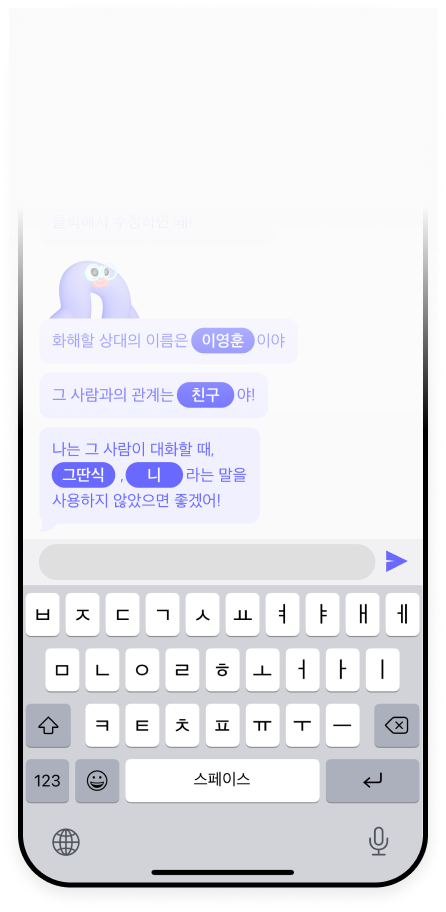 클릭해서 수정하면 돼!
화해할 상대의 이름은 이영훈 이야
그 사람과의 관계는 친구 야!
나는 그 사람이 대화할 때,
그딴식 , 니 라는 말을
사용하지 않았으면 좋겠어!
ㅂ ㅈ ㄷ ㄱ ㅅ ㅛ ㅕ ㅑ ㅐ ㅔ
ㅁ ㄴ ㅇ ㄹ ㅎ ㅗ ㅓ ㅏ ㅣ
ㅋ ㅌ ㅊ ㅍ ㅠ ㅜ ㅡ
123 스페이스